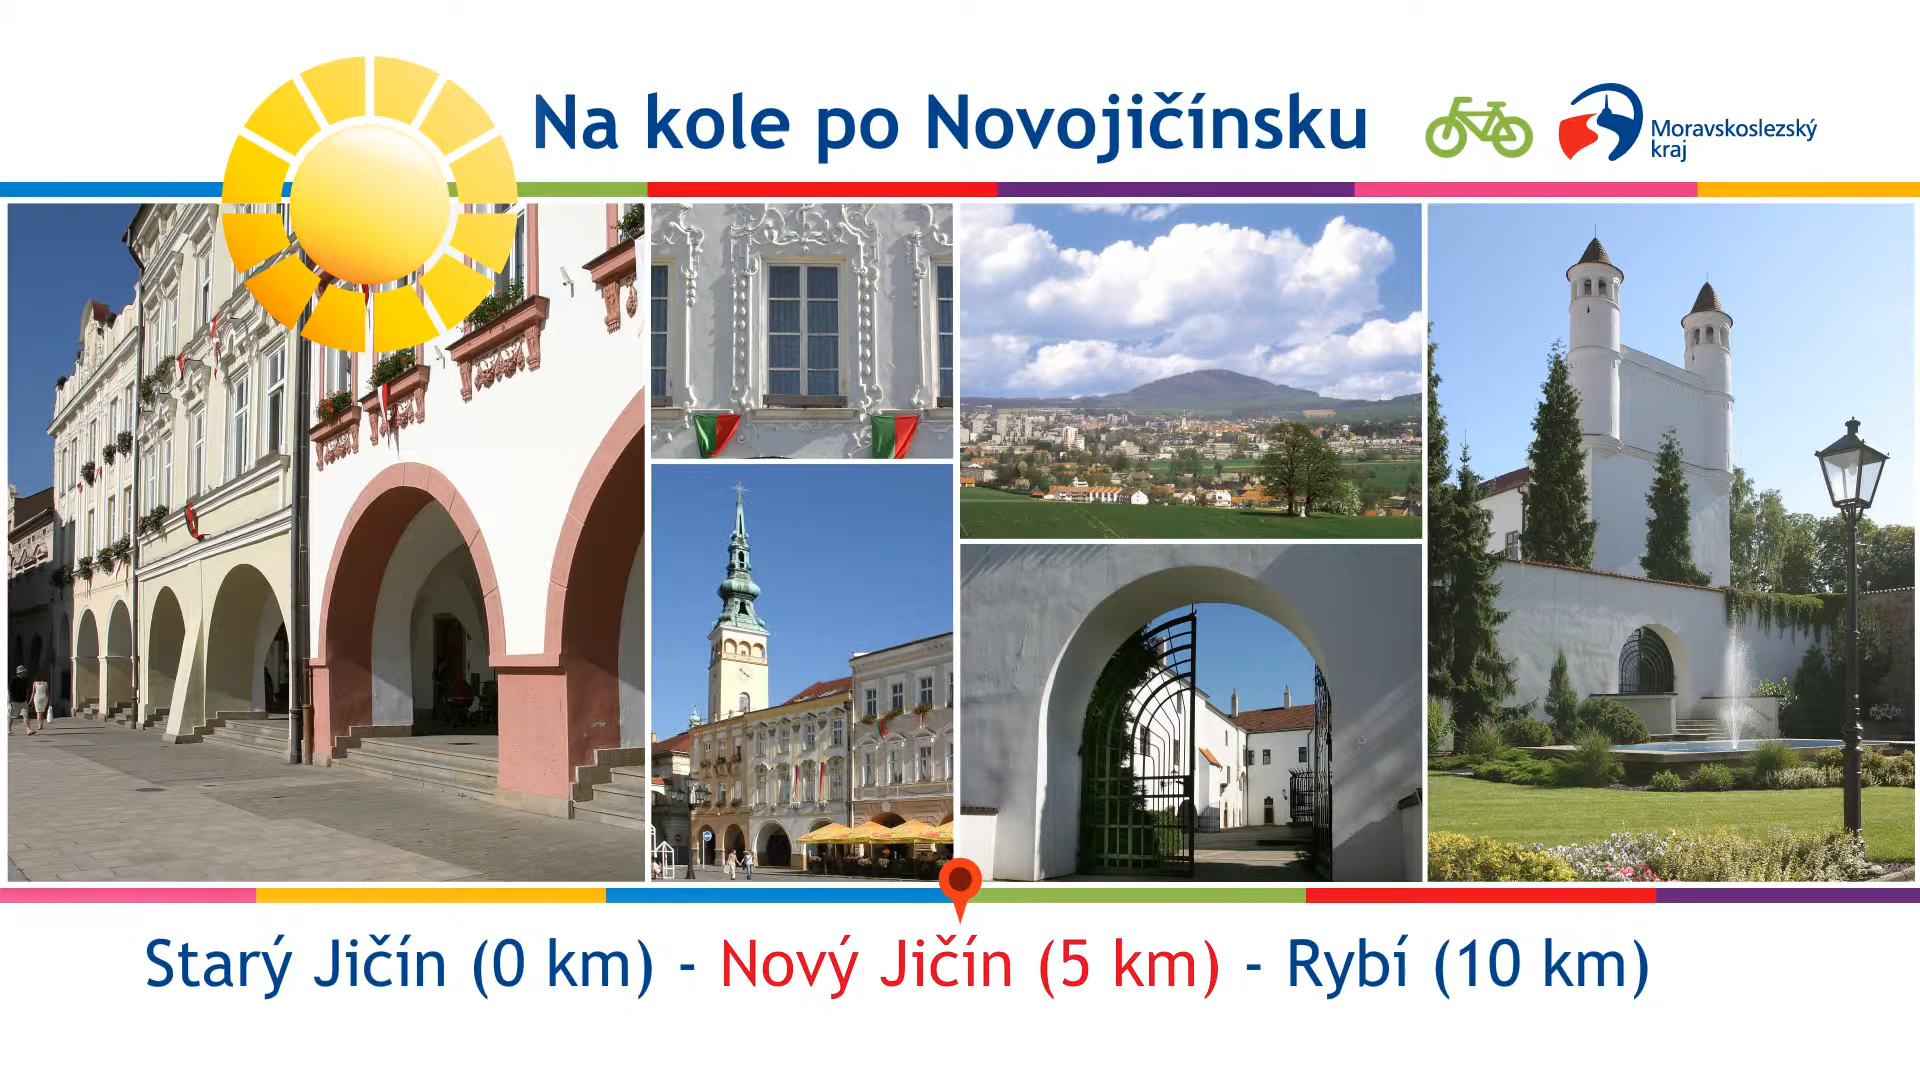 Na kole po Novojičínsku
Moravskoslezský
kraj
Starý Jičín (0 km) - Nový Jičín (5 km) - Rybí (10 km)